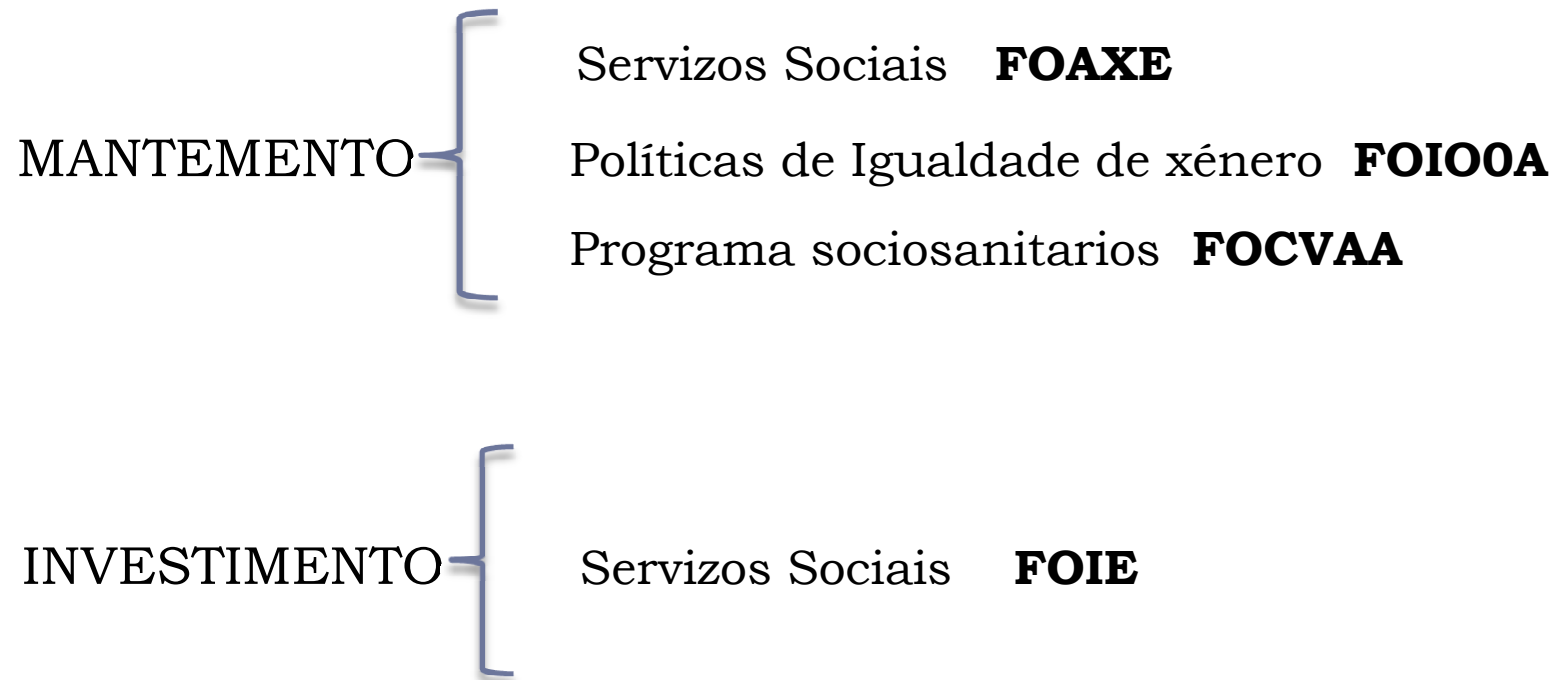 Servizos Sociais FOAXE
MANTEMENTO
Políticas de Igualdade de xénero FOIO0A
Programa sociosanitarios FOCVAA
INVESTIMENTO
Servizos Sociais FOIE